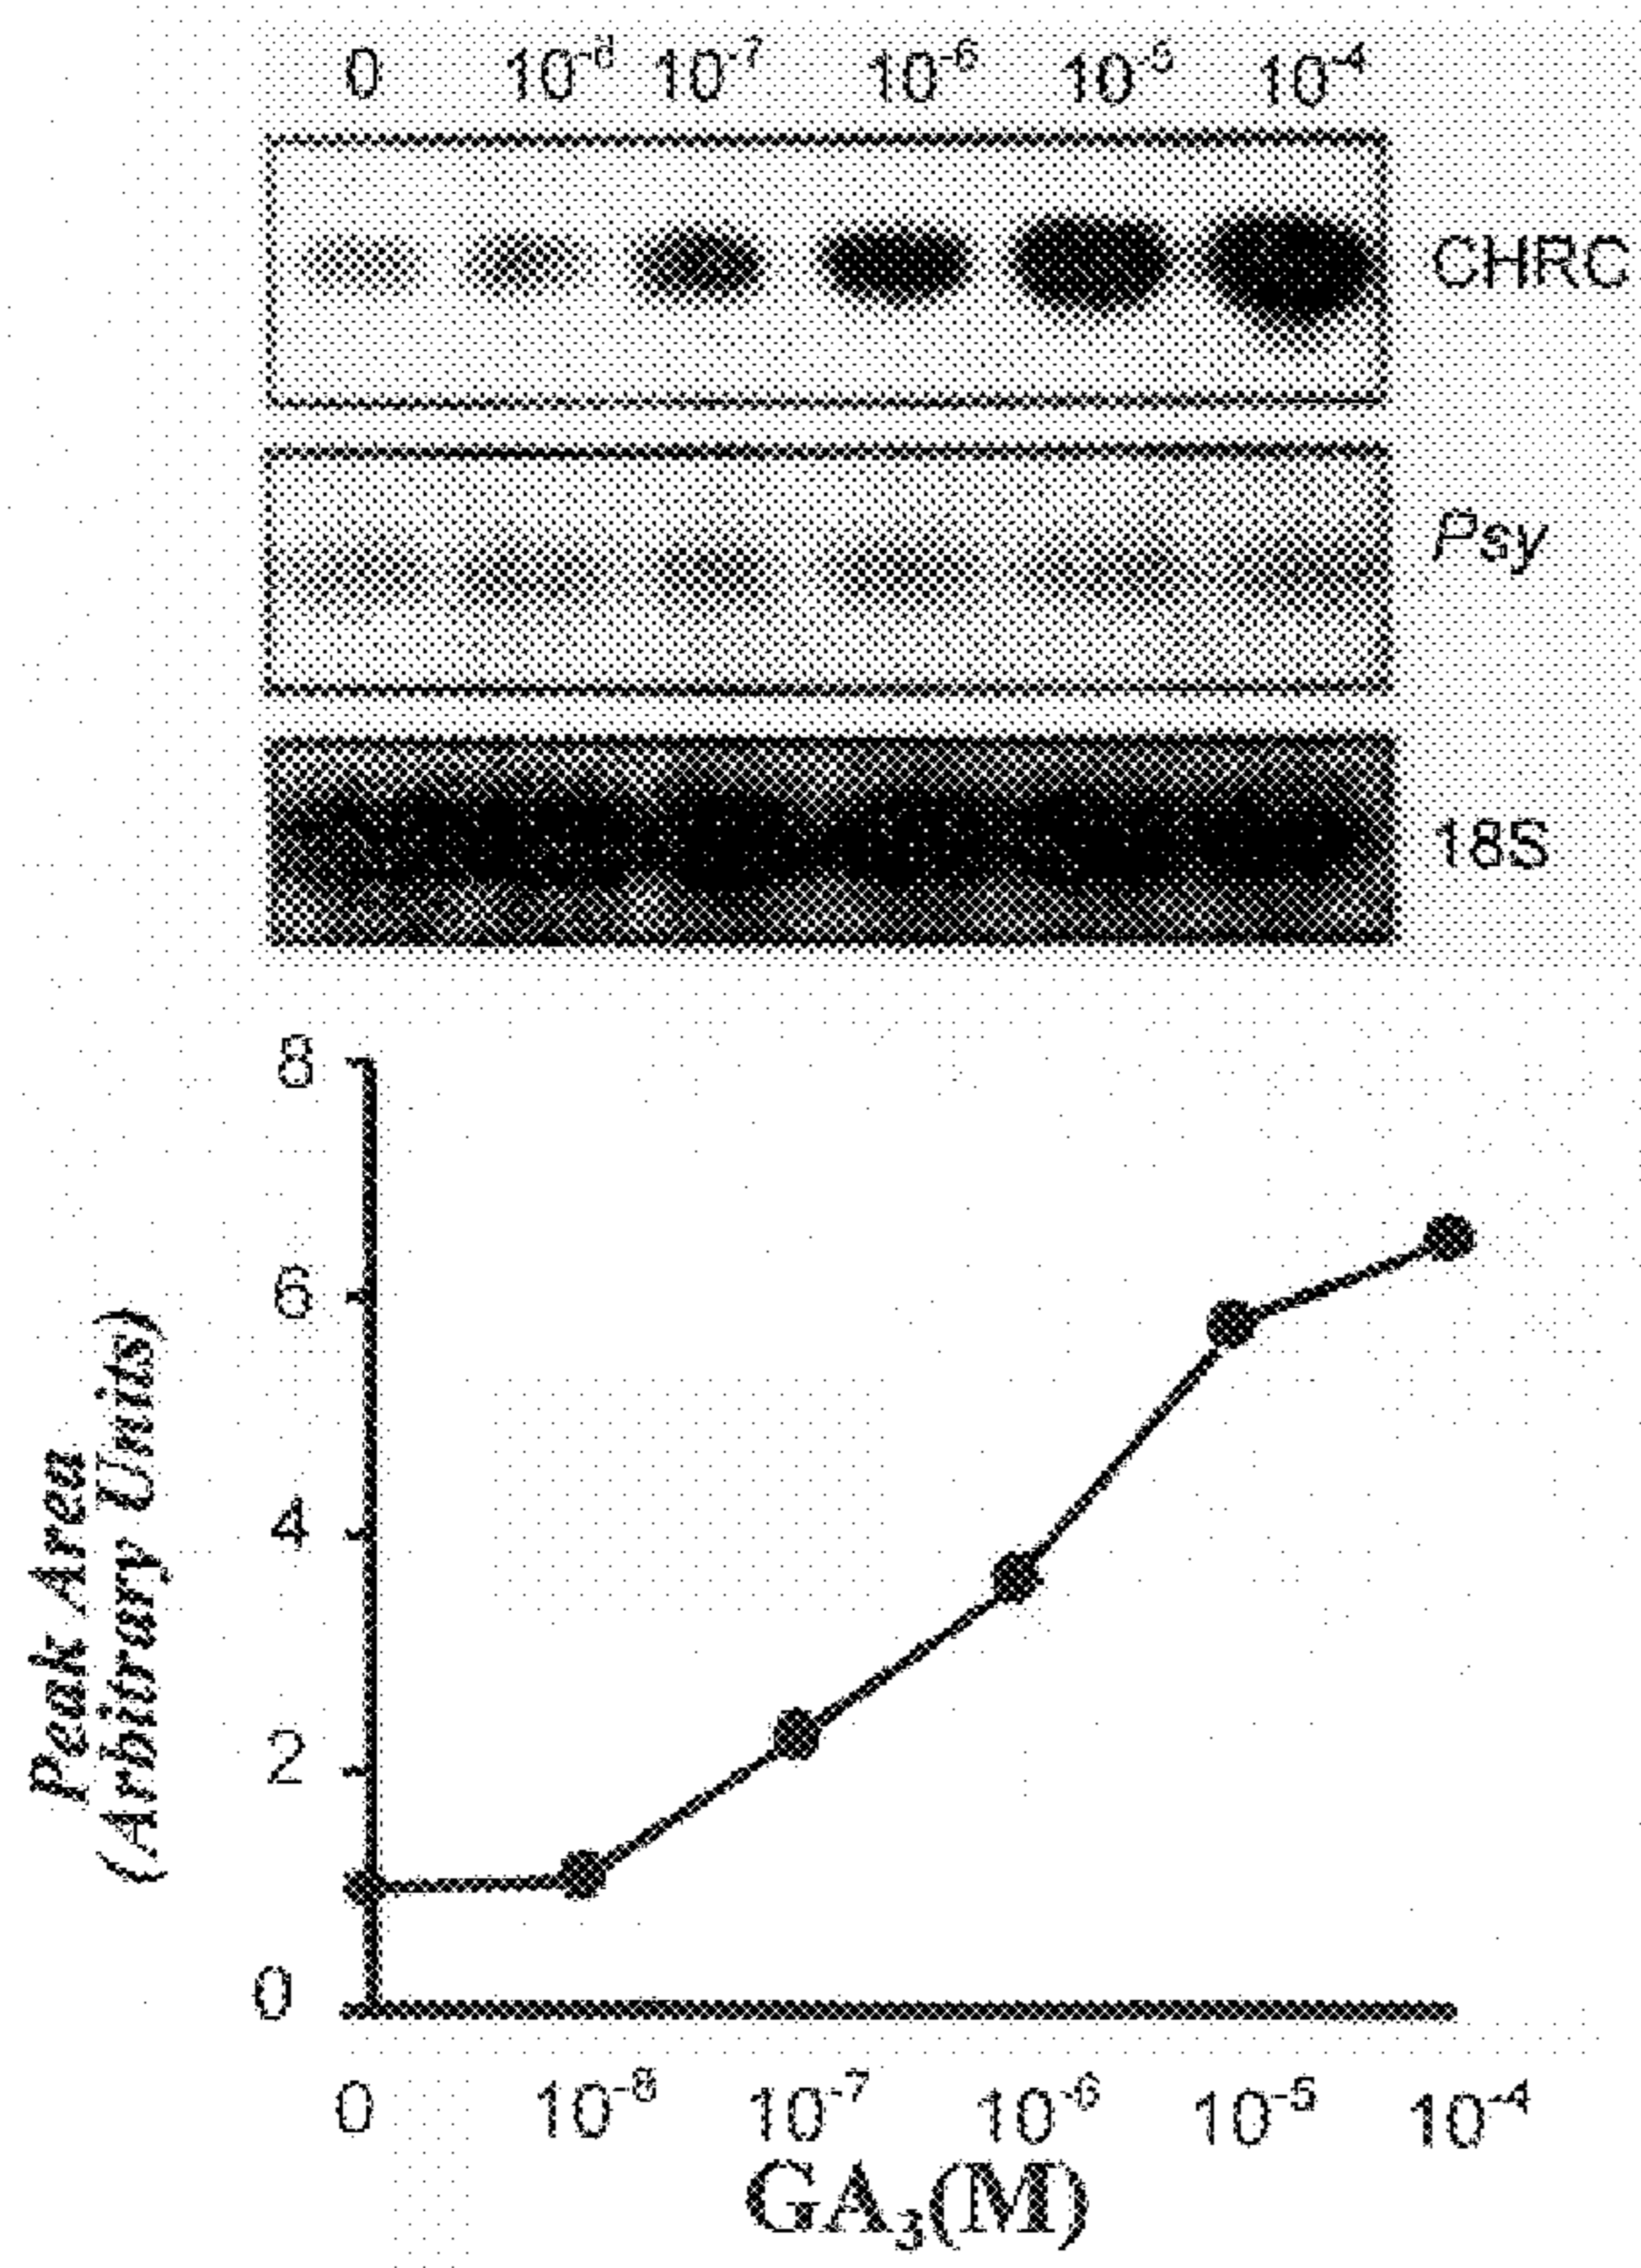 0 10⁻⁸ 10⁻⁷ 10⁻⁶ 10⁻⁵ 10⁻⁴
CHRC
Psy
18S
8
6
4
2
0
Peak Area
(Arbitrary Units)
0 10⁻⁸ 10⁻⁷ 10⁻⁶ 10⁻⁵ 10⁻⁴
GA₃(M)